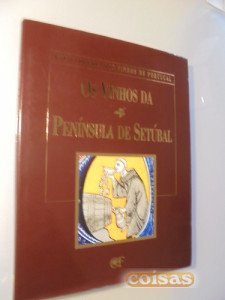 VINHOS DE PORTUGAL
OS VINHOS DA
PENÍNSULA DE SETÚBAL
coisas